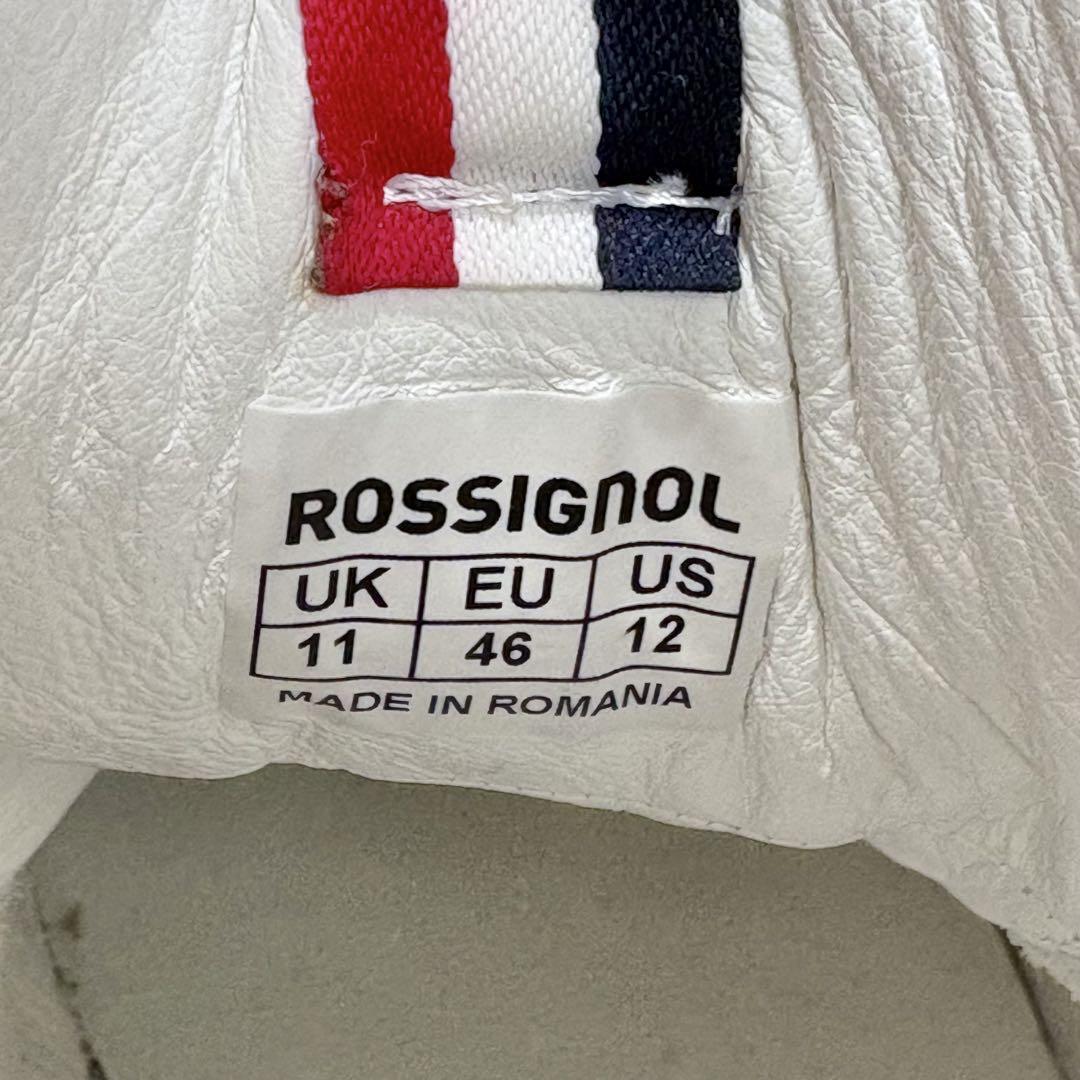 ROSSIGNOL
UK EU US
11 46 12
MADE IN ROMANIA